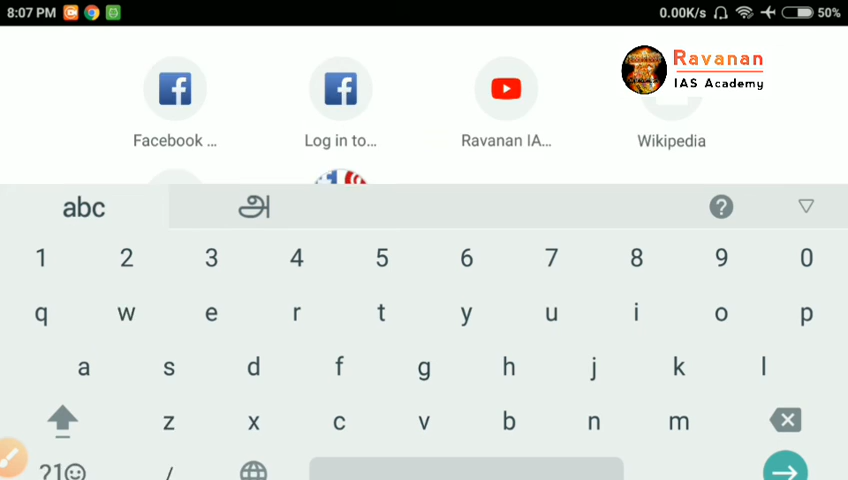 8:07 PM 0.00K/s 50%
Ravanan
IAS Academy
Facebook ... Log in to... Ravanan IA... Wikipedia
abc அ ?
1 2 3 4 5 6 7 8 9 0
q w e r t y u i o p
a s d f g h j k l
z x c v b n m
?1☺ /